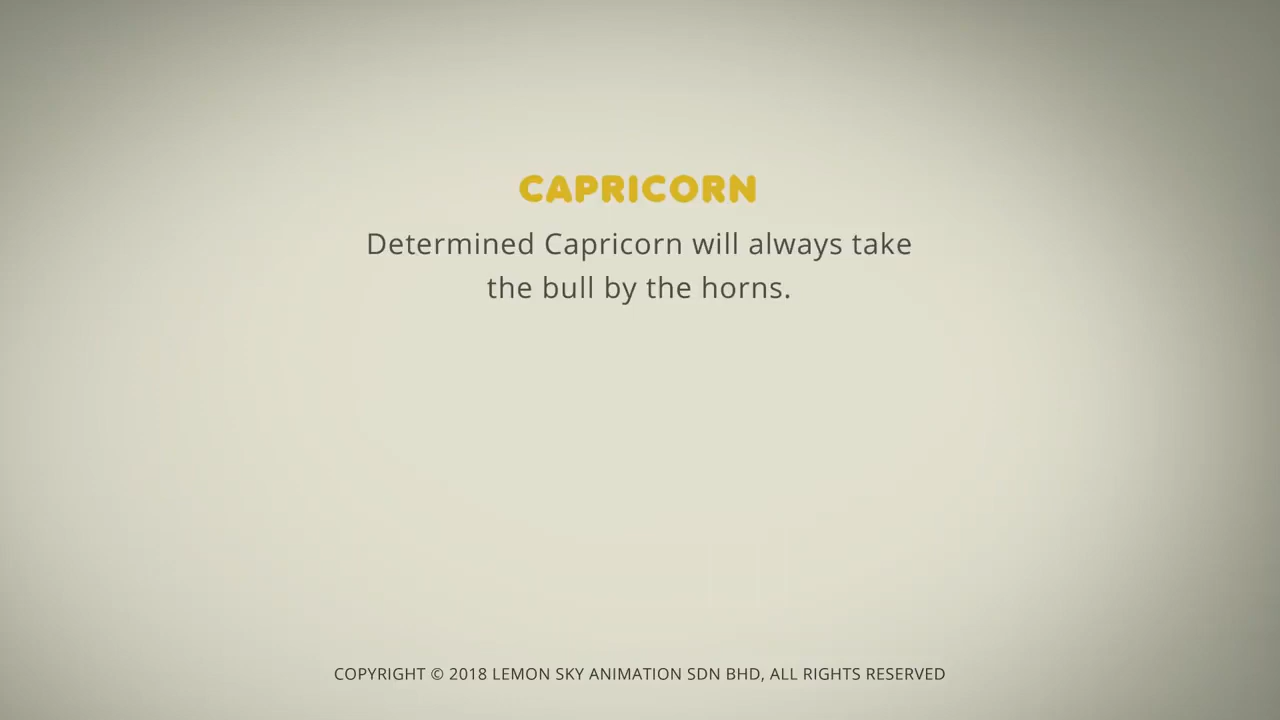 CAPRICORN
Determined Capricorn will always take
the bull by the horns.
COPYRIGHT © 2018 LEMON SKY ANIMATION SDN BHD, ALL RIGHTS RESERVED